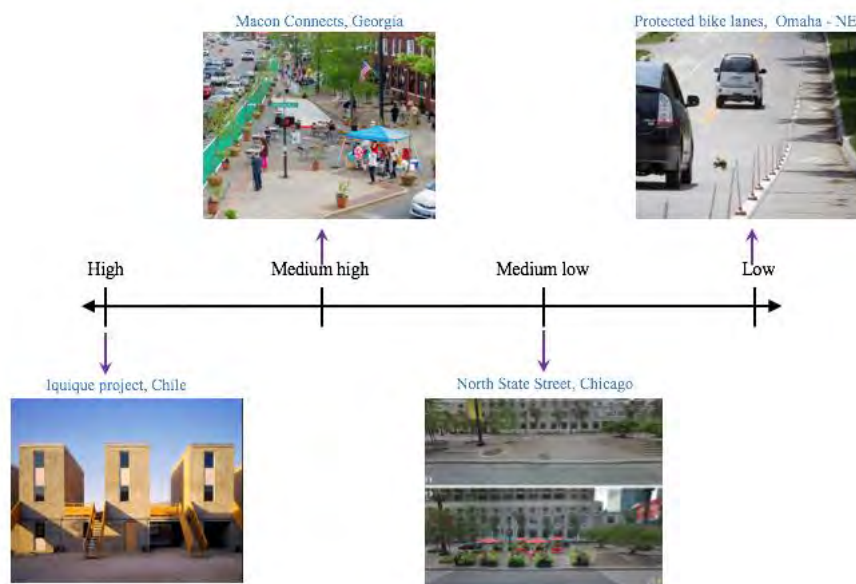 Macon Connects, Georgia
Protected bike lanes, Omaha - NE
High
Medium high
Medium low
Low
Iquique project, Chile
North State Street, Chicago